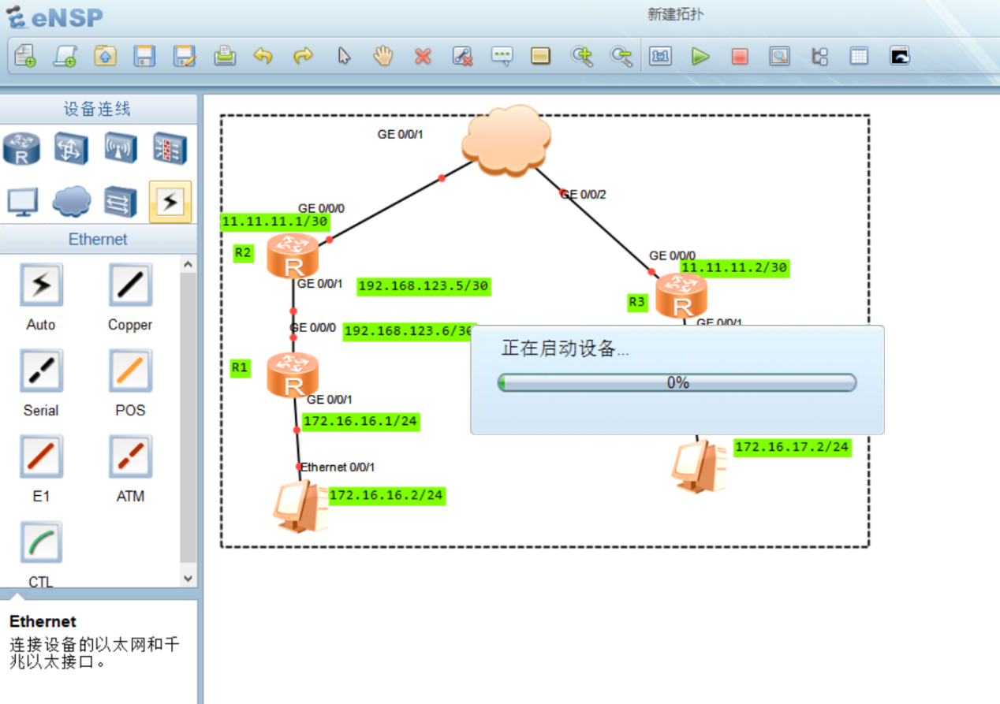 eNSP
新建拓扑
设备连线
Ethernet
Auto
Copper
Serial
POS
E1
ATM
CTL
Ethernet
连接设备的以太网和千
兆以太接口。
GE 0/0/1
GE 0/0/2
GE 0/0/0
11.11.11.1/30
R2
R
GE 0/0/1
192.168.123.5/30
GE 0/0/0
192.168.123.6/30
R1
R
GE 0/0/1
172.16.16.1/24
Ethernet 0/0/1
172.16.16.2/24
GE 0/0/0
11.11.11.2/30
R3
R
GE 0/0/1
正在启动设备...
0%
172.16.17.2/24